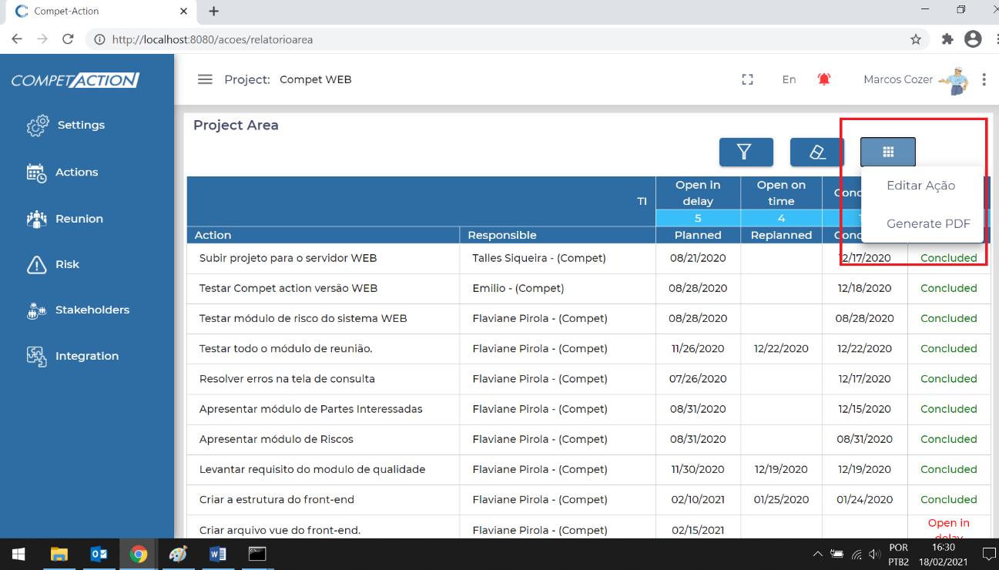 Compet-Action
http://localhost:8080/acoes/relatorioarea
COMPETACTION
Project: Compet WEB
En
Marcos Cozer
Settings
Actions
Reunion
Risk
Stakeholders
Integration
Project Area
Editar Ação
Generate PDF
TI
Open in delay
Open on time
5
4
Action Responsible Planned Replanned
Subir projeto para o servidor WEB Talles Siqueira - (Compet) 08/21/2020 12/17/2020 Concluded
Testar Compet action versão WEB Emilio - (Compet) 08/28/2020 12/18/2020 Concluded
Testar módulo de risco do sistema WEB Flaviane Pirola - (Compet) 08/28/2020 08/28/2020 Concluded
Testar todo o módulo de reunião. Flaviane Pirola - (Compet) 11/26/2020 12/22/2020 12/22/2020 Concluded
Resolver erros na tela de consulta Flaviane Pirola - (Compet) 07/26/2020 12/17/2020 Concluded
Apresentar módulo de Partes Interessadas Flaviane Pirola - (Compet) 08/31/2020 12/15/2020 Concluded
Apresentar módulo de Riscos Flaviane Pirola - (Compet) 08/31/2020 08/31/2020 Concluded
Levantar requisito do modulo de qualidade Flaviane Pirola - (Compet) 11/30/2020 12/19/2020 12/19/2020 Concluded
Criar a estrutura do front-end Flaviane Pirola - (Compet) 02/10/2021 01/25/2020 01/24/2020 Concluded
Criar arquivo vue do front-end. Flaviane Pirola - (Compet) 02/15/2021 Open in delay
POR
PTB2
16:30
18/02/2021